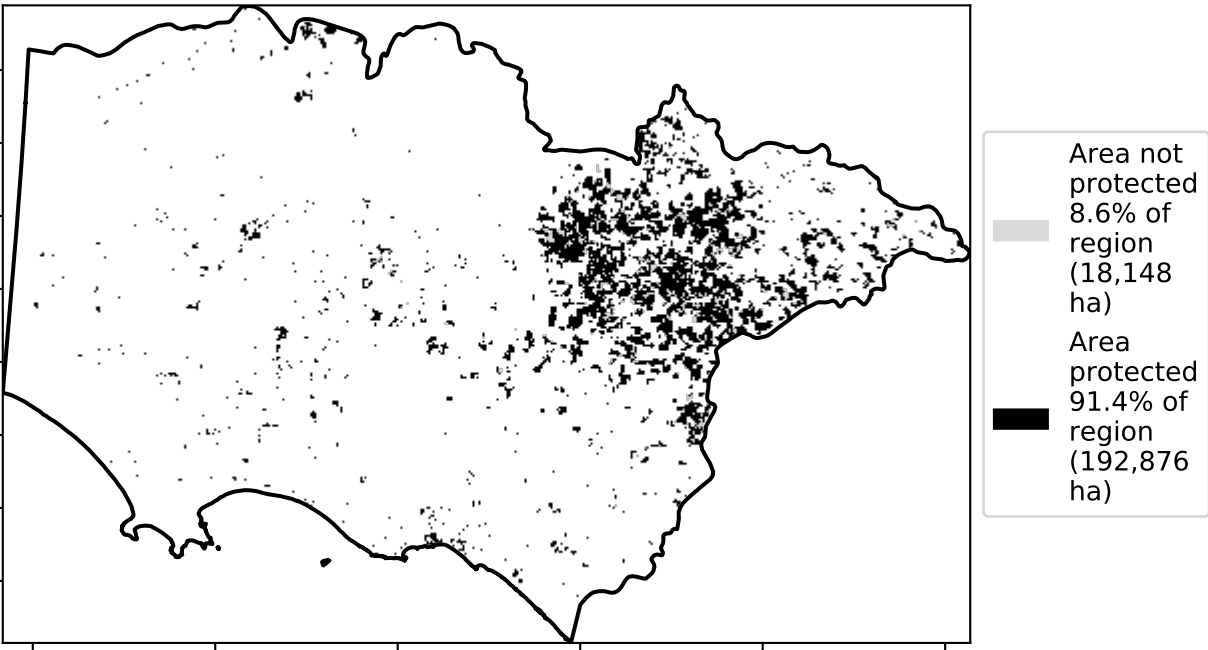 Area not
protected
8.6% of
region
(18,148
ha)
Area
protected
91.4% of
region
(192,876
ha)